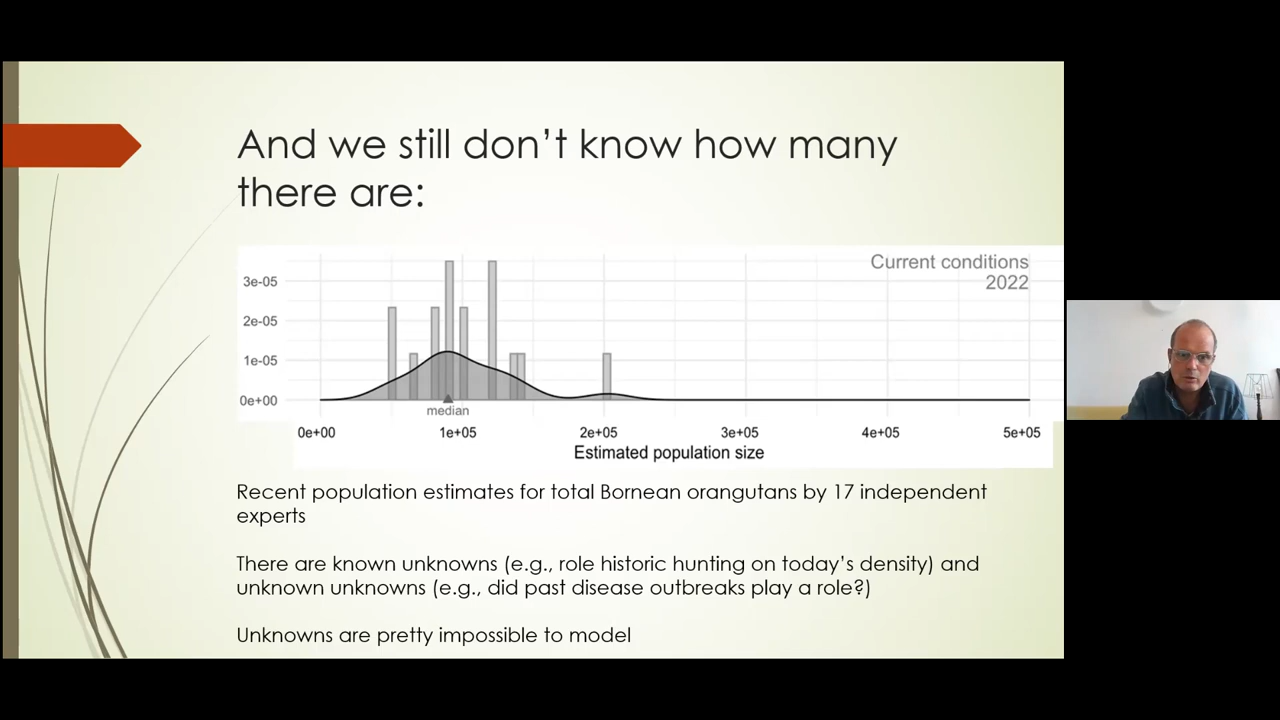 And we still don’t know how many
there are:
Current conditions
2022
3e-05
2e-05
1e-05
0e+00
median
0e+00 1e+05 2e+05 3e+05 4e+05 5e+05
Estimated population size
Recent population estimates for total Bornean orangutans by 17 independent
experts
There are known unknowns (e.g., role historic hunting on today’s density) and
unknown unknowns (e.g., did past disease outbreaks play a role?)
Unknowns are pretty impossible to model